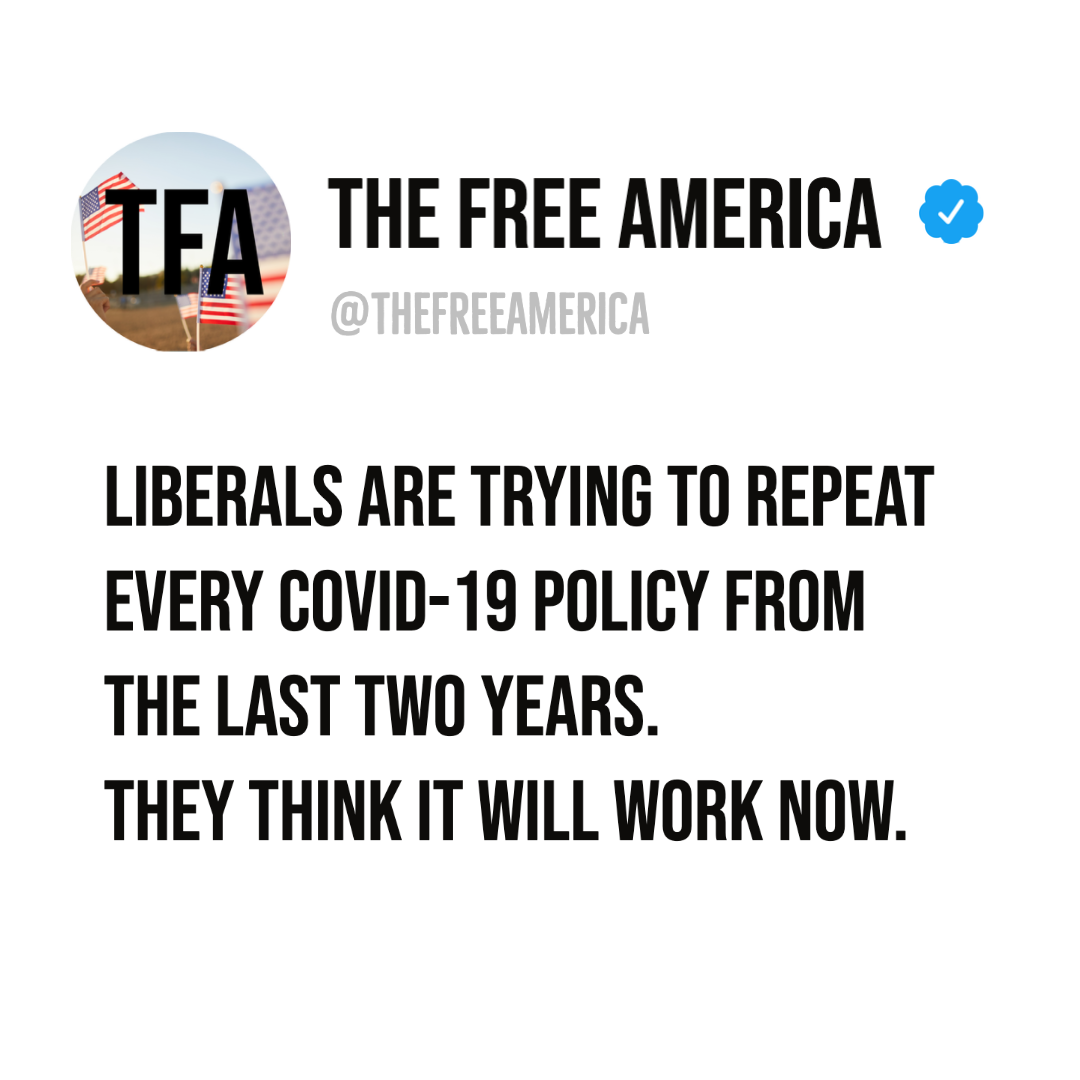 TFA
THE FREE AMERICA
@THEFREEAMERICA
LIBERALS ARE TRYING TO REPEAT
EVERY COVID-19 POLICY FROM
THE LAST TWO YEARS.
THEY THINK IT WILL WORK NOW.